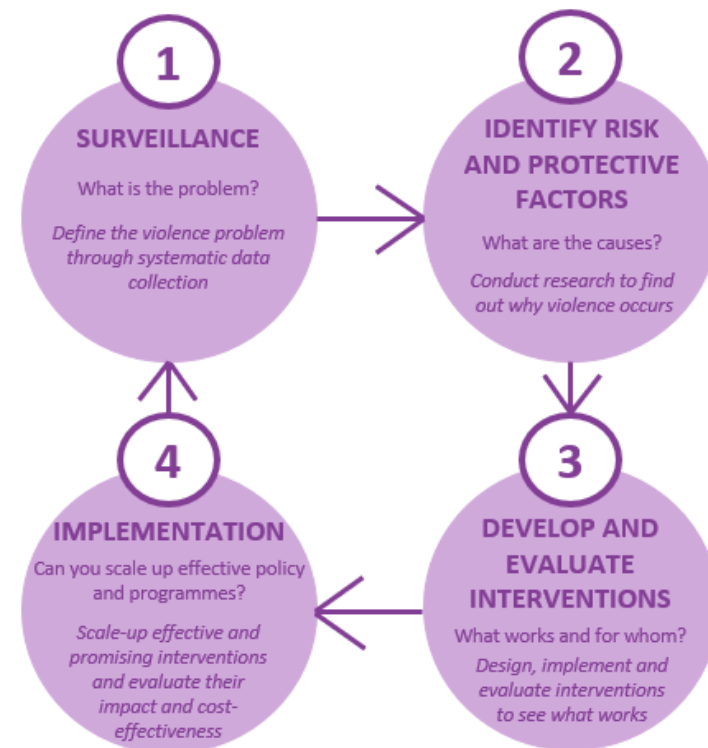 1
SURVEILLANCE
What is the problem?
Define the violence problem
through systematic data
collection
2
IDENTIFY RISK
AND PROTECTIVE
FACTORS
What are the causes?
Conduct research to find
out why violence occurs
3
DEVELOP AND
EVALUATE
INTERVENTIONS
What works and for whom?
Design, implement and
evaluate interventions
to see what works
4
IMPLEMENTATION
Can you scale up effective policy
and programmes?
Scale-up effective and
promising interventions
and evaluate their
impact and cost-
effectiveness